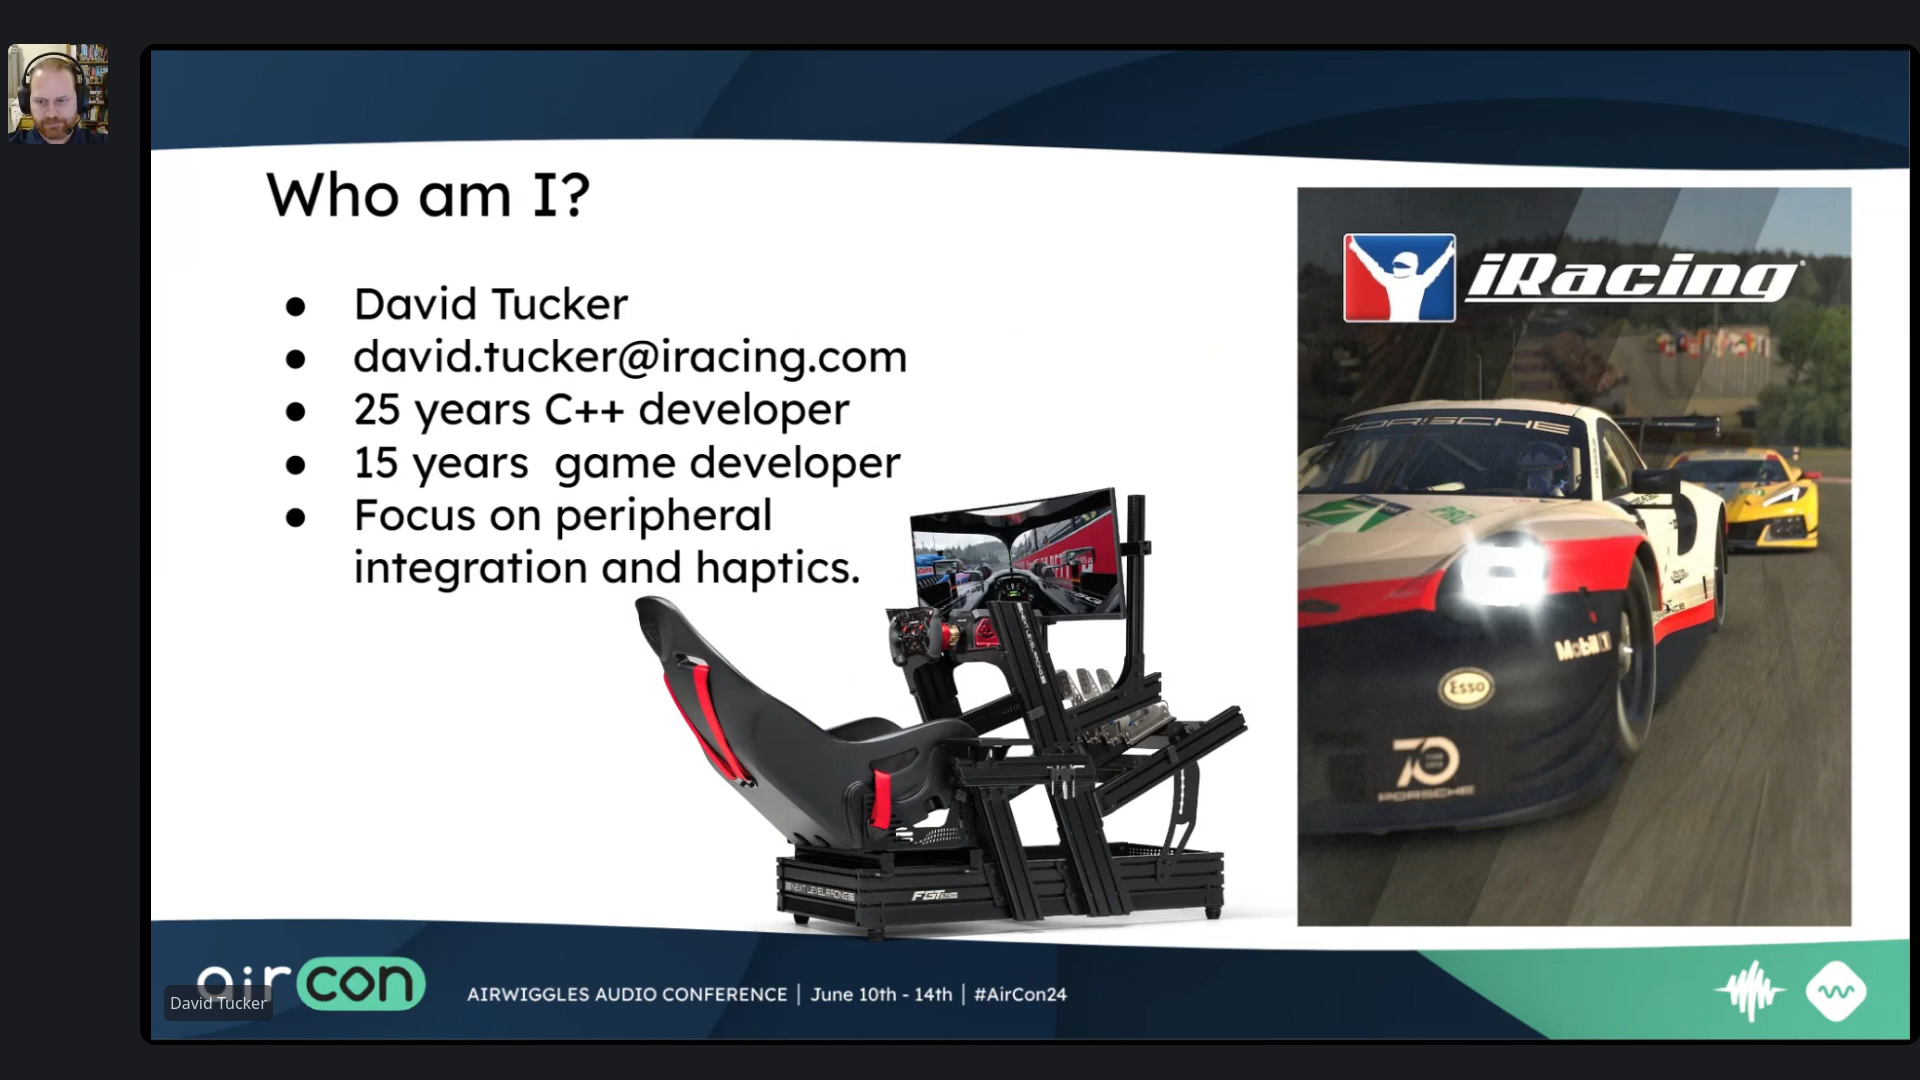 Who am I?
● David Tucker
● david.tucker@iracing.com
● 25 years C++ developer
● 15 years  game developer
● Focus on peripheral
integration and haptics.
iRacing
PORSCHE
PRO
Mobil 1
Esso
70
PORSCHE
NEXT LEVEL RACING
FGT
aircon
David Tucker
AIRWIGGLES AUDIO CONFERENCE | June 10th - 14th | #AirCon24